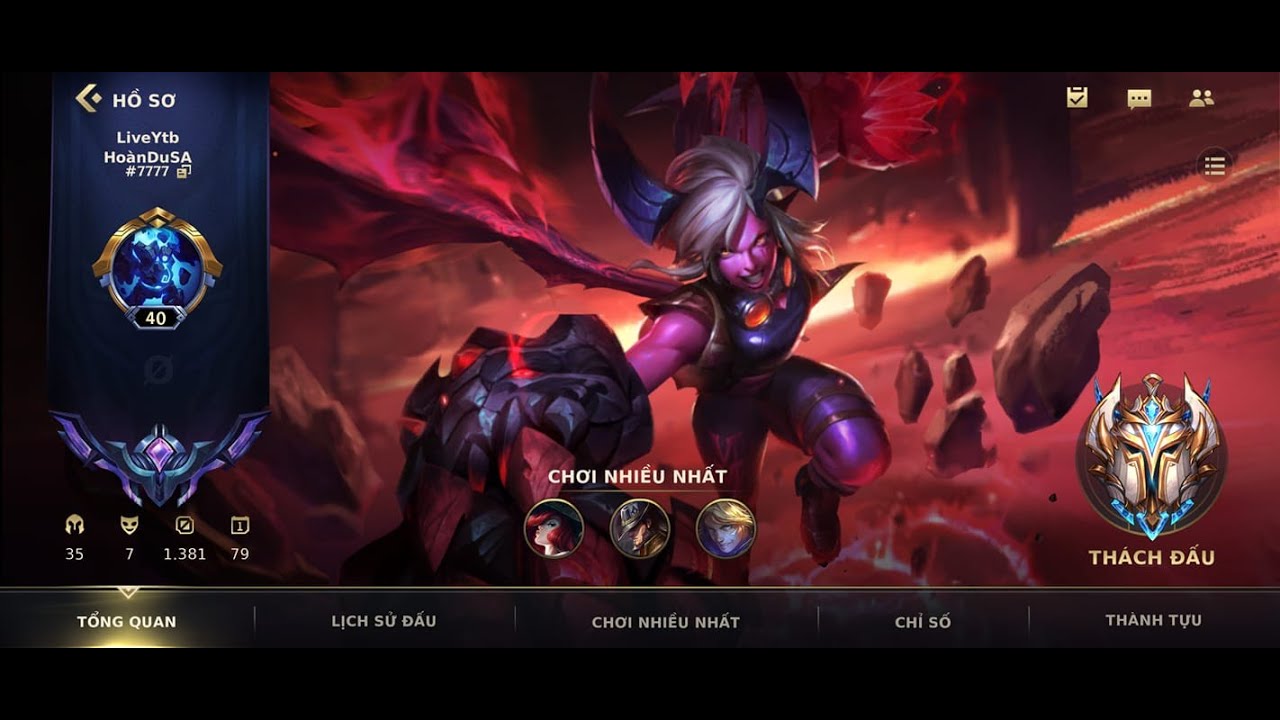 HỒ SƠ
LiveYtb
HoànDuSA
#7777
40
35
7
1.381
79
1
CHƠI NHIỀU NHẤT
THÁCH ĐẤU
TỔNG QUAN
LỊCH SỬ ĐẤU
CHƠI NHIỀU NHẤT
CHỈ SỐ
THÀNH TỰU